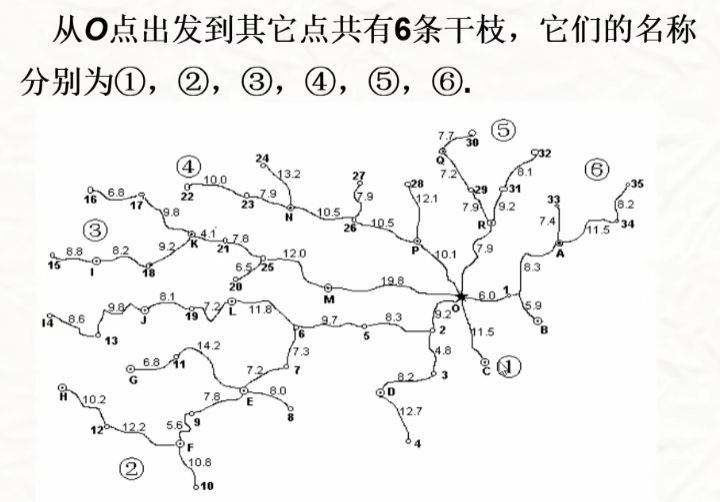 从O点出发到其它点共有6条干枝，它们的名称
分别为①，②，③，④，⑤，⑥.
7.7 30 ⑤
Q 32
④ 24 7.2 8.1 ⑥
13.2 27 28 29 31 35
16 6.8 17 22 10.0 23 7.9 N 7.9 12.1 7.9 9.2 33 8.2
9.8 10.5 26 10.5 R 7.4 11.5 34
③ K 4.1 21 7.8 P 10.1 7.9 A
15 8.8 I 8.2 18 9.2 25 12.0 8.3
20 6.5 M 19.8 O 6.0 1 5.9 B
14 8.6 13 9.8 J 8.1 19 7.2 L 11.8 6 9.7 5 8.3 2 9.2 11.5
G 6.8 11 14.2 7.3 7 4.8 3 C ①
H 10.2 7.2 E 8.0 8 8.2 D
12 12.2 F 5.6 9 7.8 12.7 4
② 10.8 10